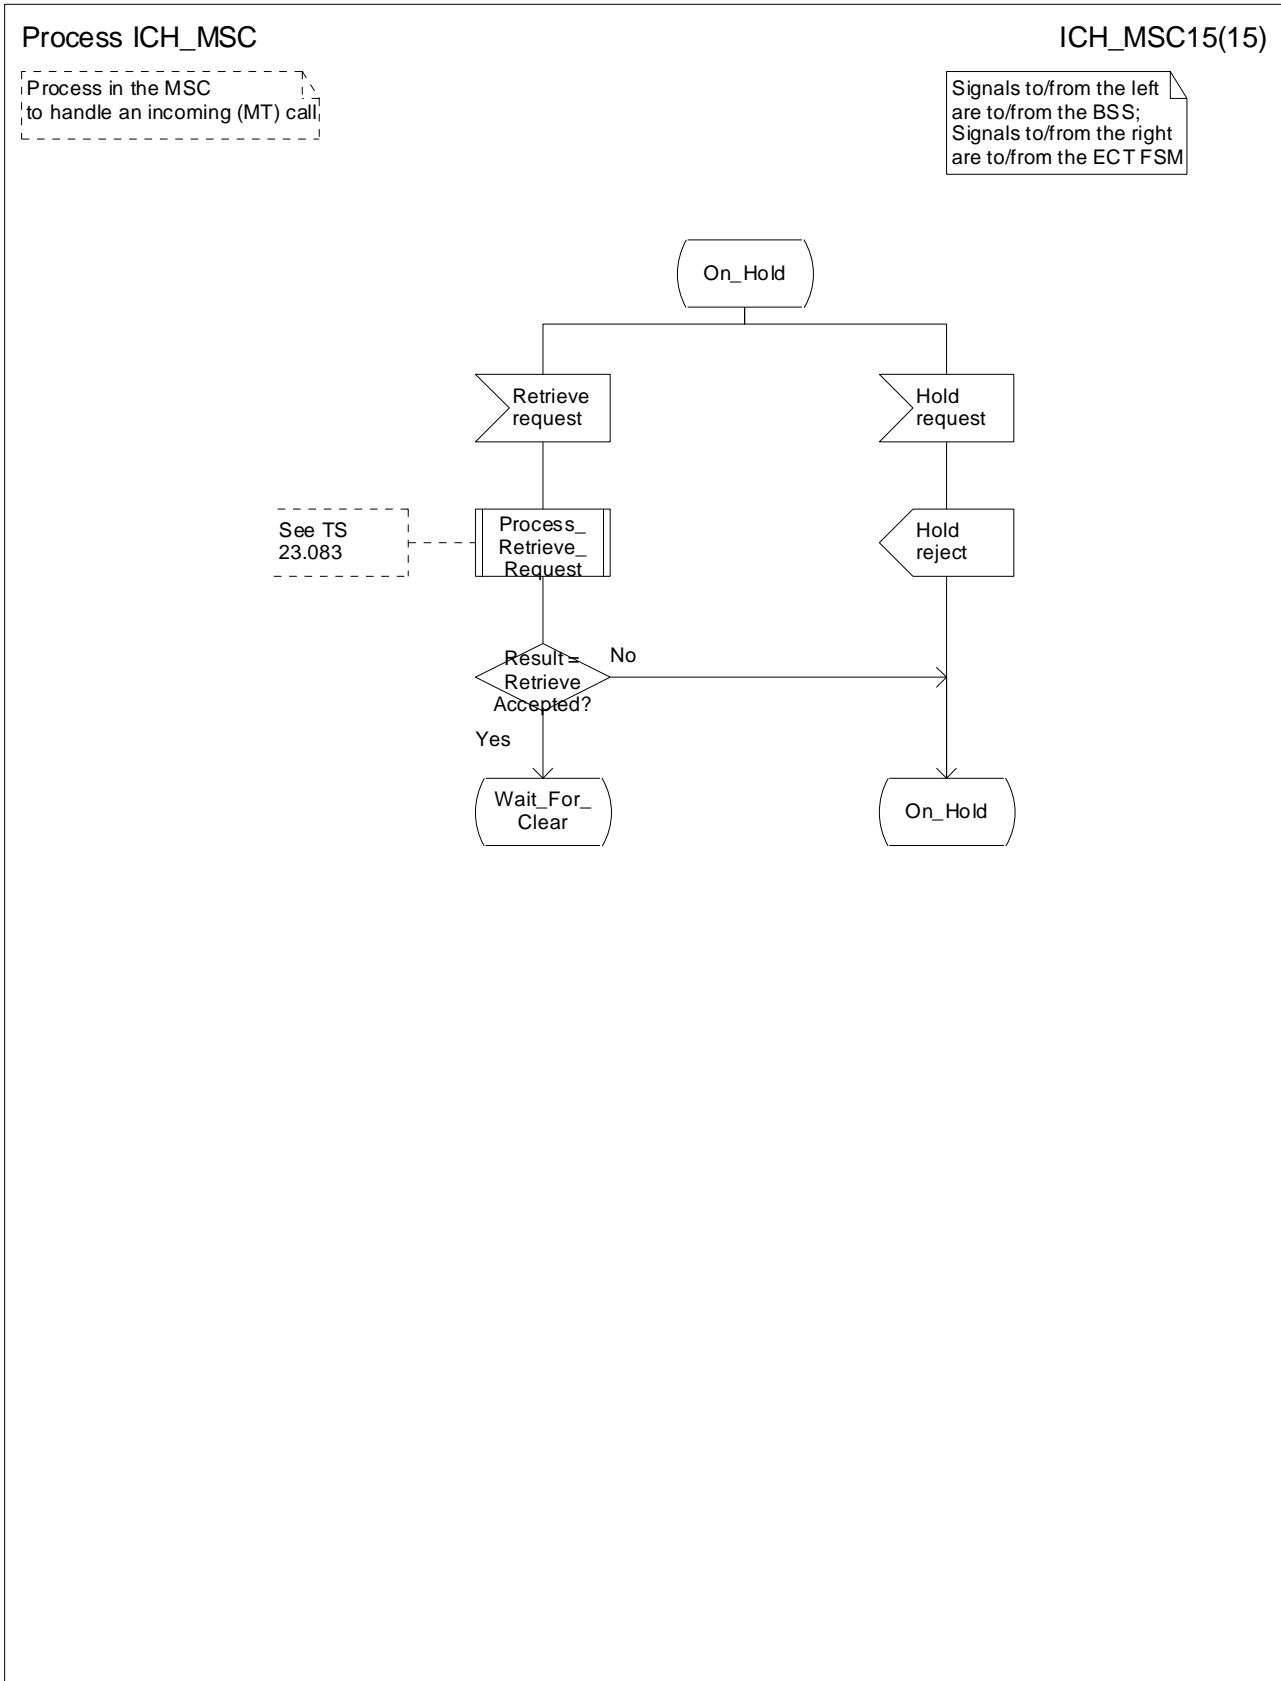 Process ICH_MSC
ICH_MSC15(15)
Process in the MSC
to handle an incoming (MT) call
Signals to/from the left
are to/from the BSS;
Signals to/from the right
are to/from the ECT FSM
On_Hold
Retrieve
request
Hold
request
See TS
23.083
Process_
Retrieve_
Request
Hold
reject
Result =
Retrieve
Accepted?
No
Yes
Wait_For_
Clear
On_Hold